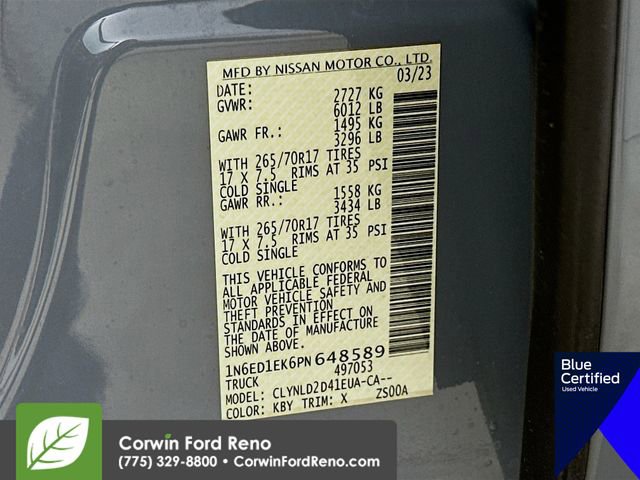 MFD BY NISSAN MOTOR CO., LTD.
DATE: 03/23
GVWR: 2727 KG
6012 LB
GAWR FR.: 1495 KG
3296 LB
WITH 265/70R17 TIRES
17 X 7.5 RIMS AT 35 PSI
COLD SINGLE
GAWR RR.: 1558 KG
3434 LB
WITH 265/70R17 TIRES
17 X 7.5 RIMS AT 35 PSI
COLD SINGLE
THIS VEHICLE CONFORMS TO
ALL APPLICABLE FEDERAL
MOTOR VEHICLE SAFETY AND
THEFT PREVENTION
STANDARDS IN EFFECT ON
THE DATE OF MANUFACTURE
SHOWN ABOVE.
1N6ED1EK6PN 648589
TRUCK 497053
MODEL: CLYNLD2D41EUA-CA--
COLOR: KBY TRIM: X ZS00A
Blue
Certified
Used Vehicle
Corwin Ford Reno
(775) 329-8800 • CorwinFordReno.com